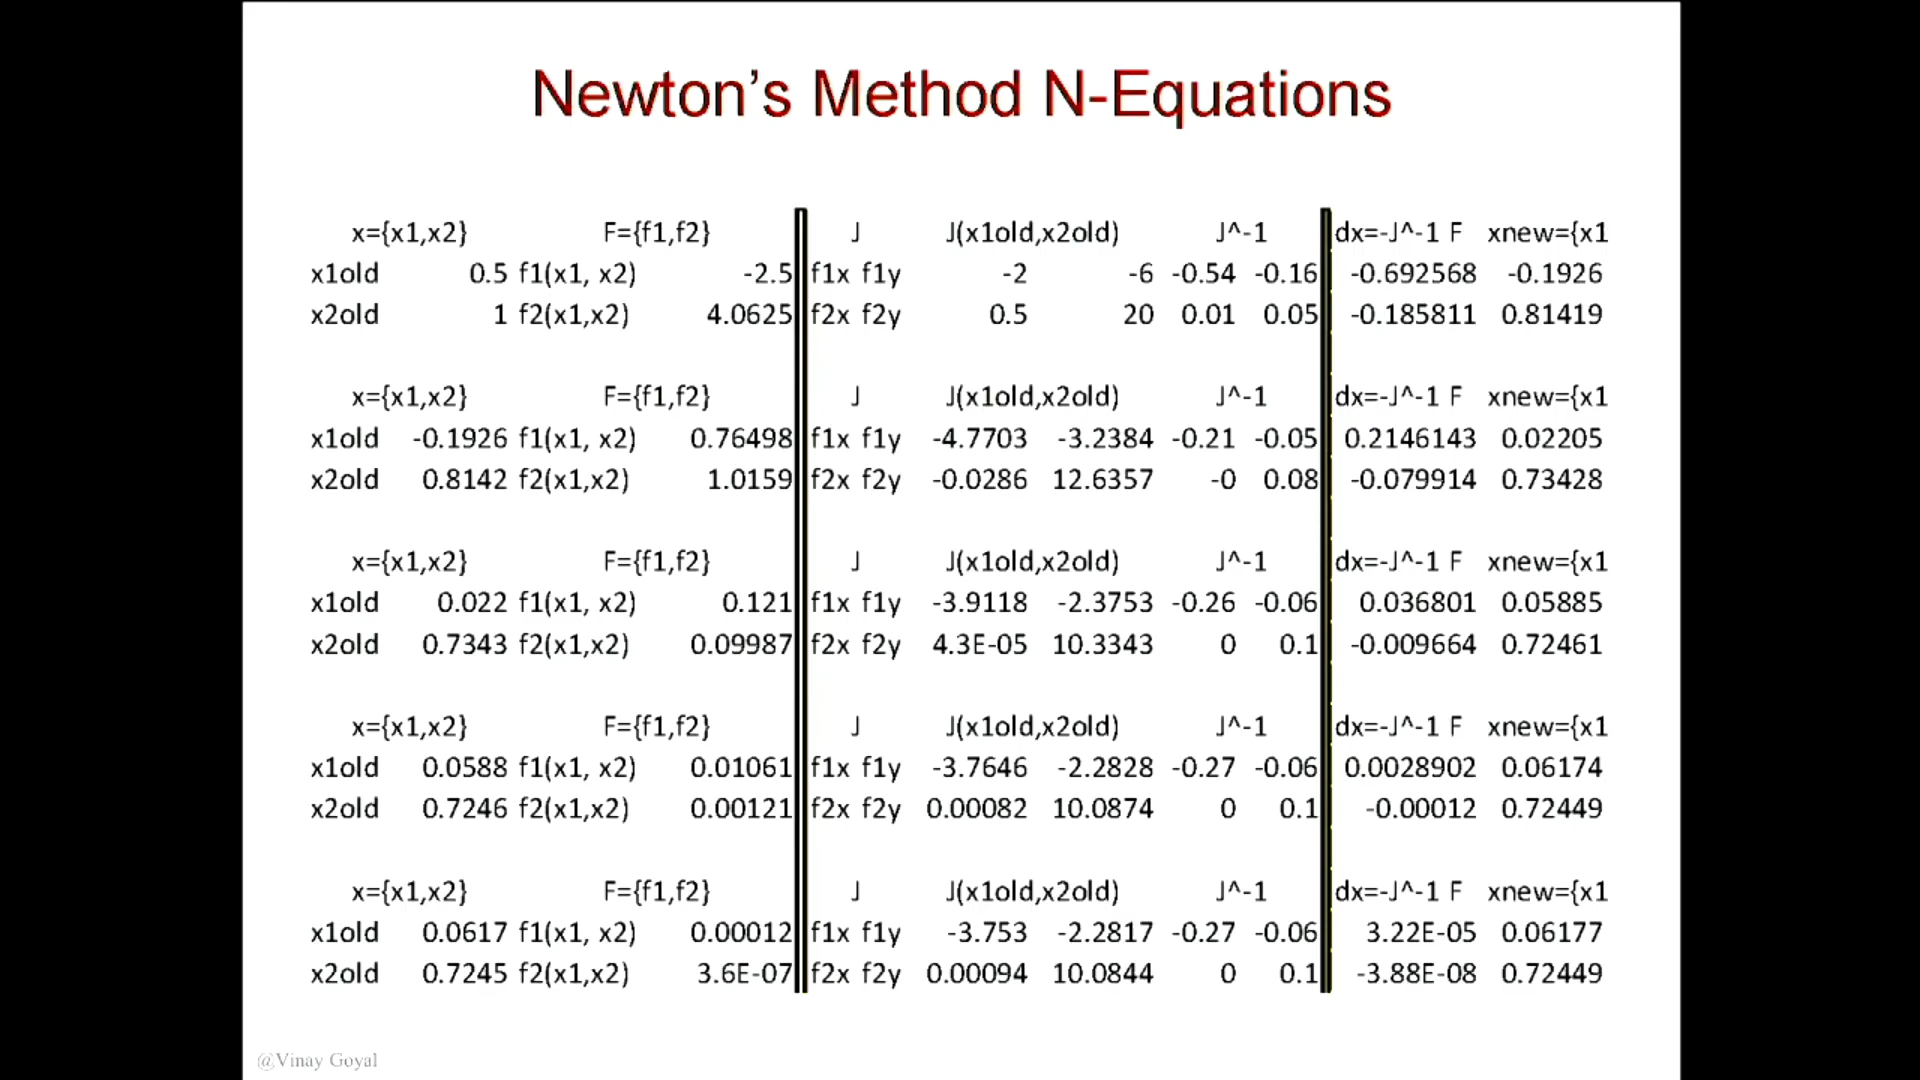 Newton's Method N-Equations
x={x1,x2} F={f1,f2} J J(x1old,x2old) J^-1 dx=-J^-1 F xnew={x1
x1old 0.5 f1(x1, x2) -2.5 f1x f1y -2 -6 -0.54 -0.16 -0.692568 -0.1926
x2old 1 f2(x1,x2) 4.0625 f2x f2y 0.5 20 0.01 0.05 -0.185811 0.81419
x={x1,x2} F={f1,f2} J J(x1old,x2old) J^-1 dx=-J^-1 F xnew={x1
x1old -0.1926 f1(x1, x2) 0.76498 f1x f1y -4.7703 -3.2384 -0.21 -0.05 0.2146143 0.02205
x2old 0.8142 f2(x1,x2) 1.0159 f2x f2y -0.0286 12.6357 -0 0.08 -0.079914 0.73428
x={x1,x2} F={f1,f2} J J(x1old,x2old) J^-1 dx=-J^-1 F xnew={x1
x1old 0.022 f1(x1, x2) 0.121 f1x f1y -3.9118 -2.3753 -0.26 -0.06 0.036801 0.05885
x2old 0.7343 f2(x1,x2) 0.09987 f2x f2y 4.3E-05 10.3343 0 0.1 -0.009664 0.72461
x={x1,x2} F={f1,f2} J J(x1old,x2old) J^-1 dx=-J^-1 F xnew={x1
x1old 0.0588 f1(x1, x2) 0.01061 f1x f1y -3.7646 -2.2828 -0.27 -0.06 0.0028902 0.06174
x2old 0.7246 f2(x1,x2) 0.00121 f2x f2y 0.00082 10.0874 0 0.1 -0.00012 0.72449
x={x1,x2} F={f1,f2} J J(x1old,x2old) J^-1 dx=-J^-1 F xnew={x1
x1old 0.0617 f1(x1, x2) 0.00012 f1x f1y -3.753 -2.2817 -0.27 -0.06 3.22E-05 0.06177
x2old 0.7245 f2(x1,x2) 3.6E-07 f2x f2y 0.00094 10.0844 0 0.1 -3.88E-08 0.72449
@Vinay Goyal